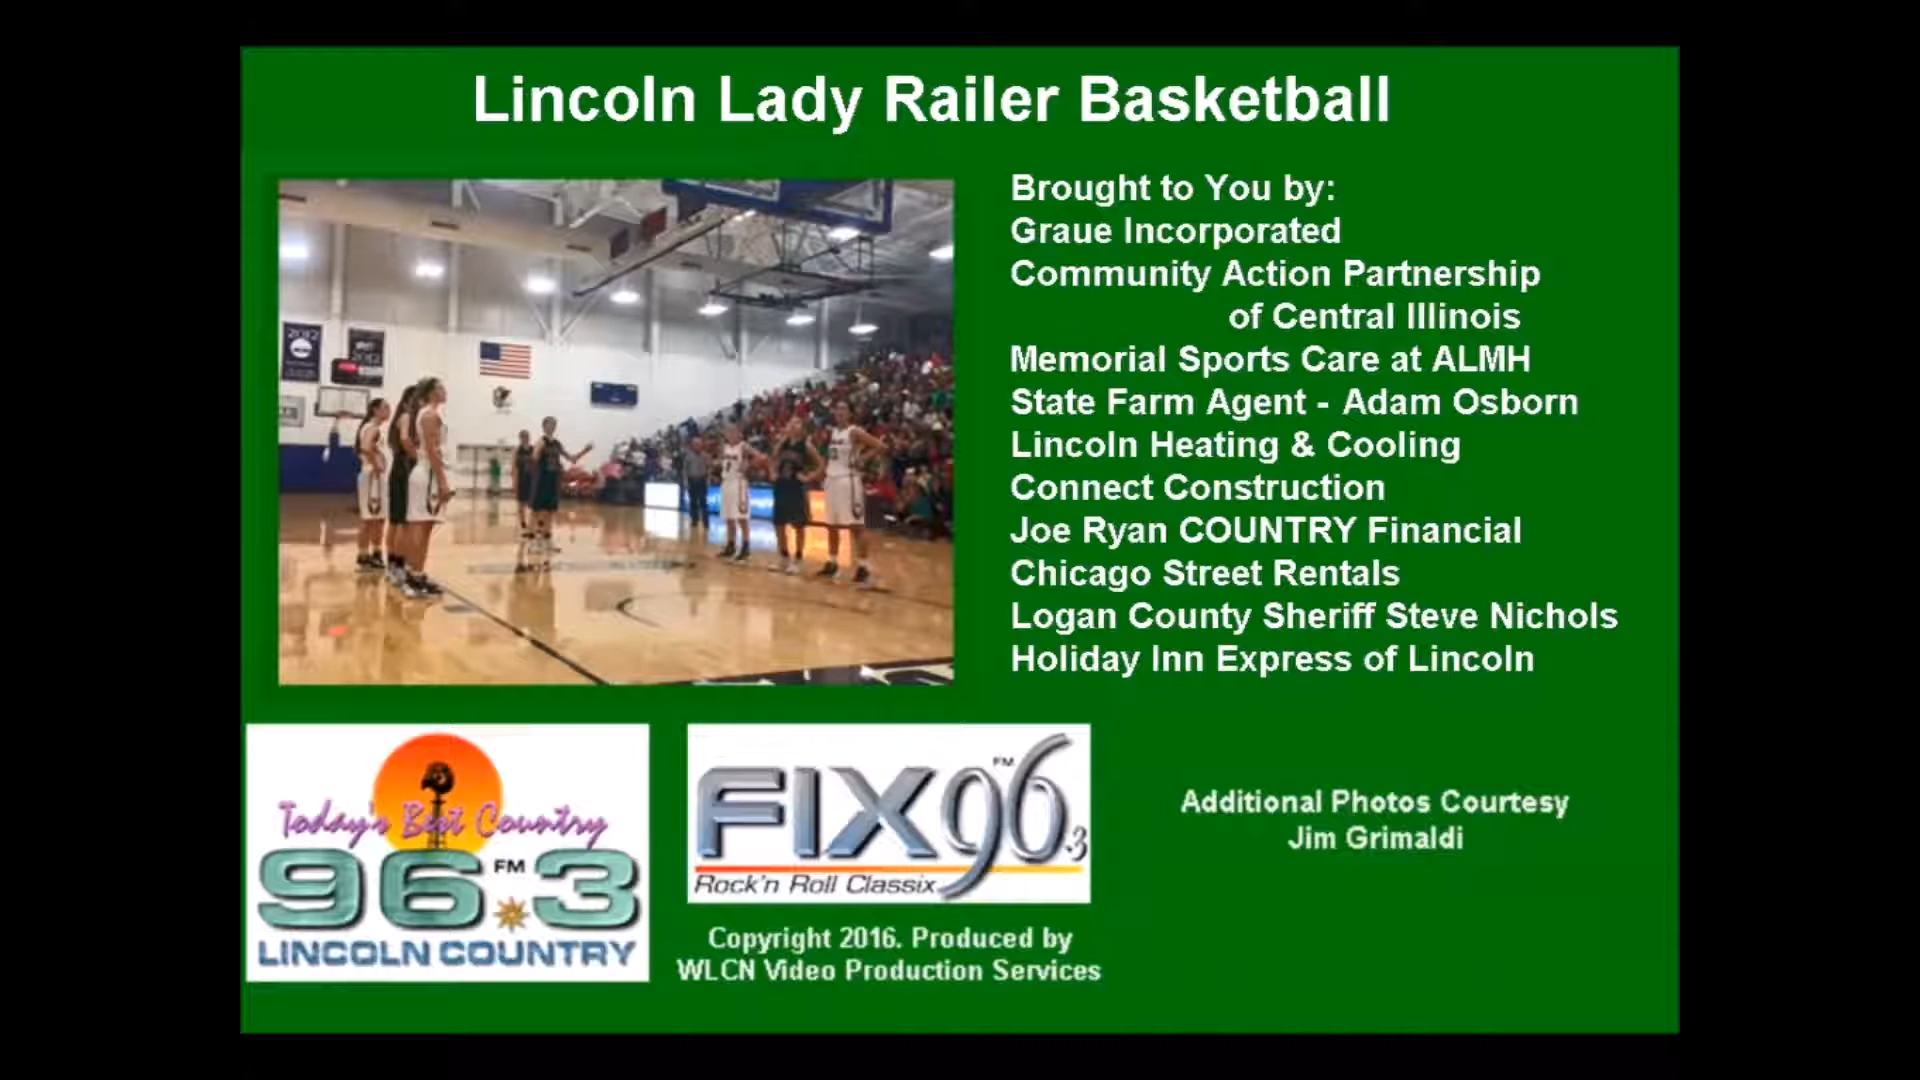 Lincoln Lady Railer Basketball
Brought to You by:
Graue Incorporated
Community Action Partnership
of Central Illinois
Memorial Sports Care at ALMH
State Farm Agent - Adam Osborn
Lincoln Heating & Cooling
Connect Construction
Joe Ryan COUNTRY Financial
Chicago Street Rentals
Logan County Sheriff Steve Nichols
Holiday Inn Express of Lincoln
2012
2012
Today's Best Country
96.3 FM
LINCOLN COUNTRY
FIX 96.3 FM
Rock'n Roll Classix
Copyright 2016. Produced by
WLCN Video Production Services
Additional Photos Courtesy
Jim Grimaldi